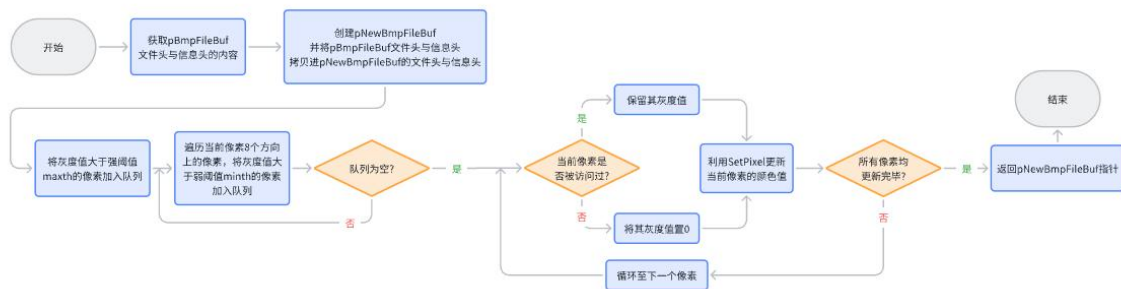 开始
获取pBmpFileBuf
文件头与信息头的内容
创建pNewBmpFileBuf
并将pBmpFileBuf文件头与信息头
拷贝进pNewBmpFileBuf的文件头与信息头
将灰度值大于强阈值
maxth的像素加入队列
遍历当前像素8个方向
上的像素，将灰度值大
于弱阈值minth的像素
加入队列
队列为空?
是
否
当前像素是
否被访问过?
是
保留其灰度值
否
将其灰度值置0
利用SetPixel更新
当前像素的颜色值
所有像素均
更新完毕?
是
否
循环至下一个像素
返回pNewBmpFileBuf指针
结束